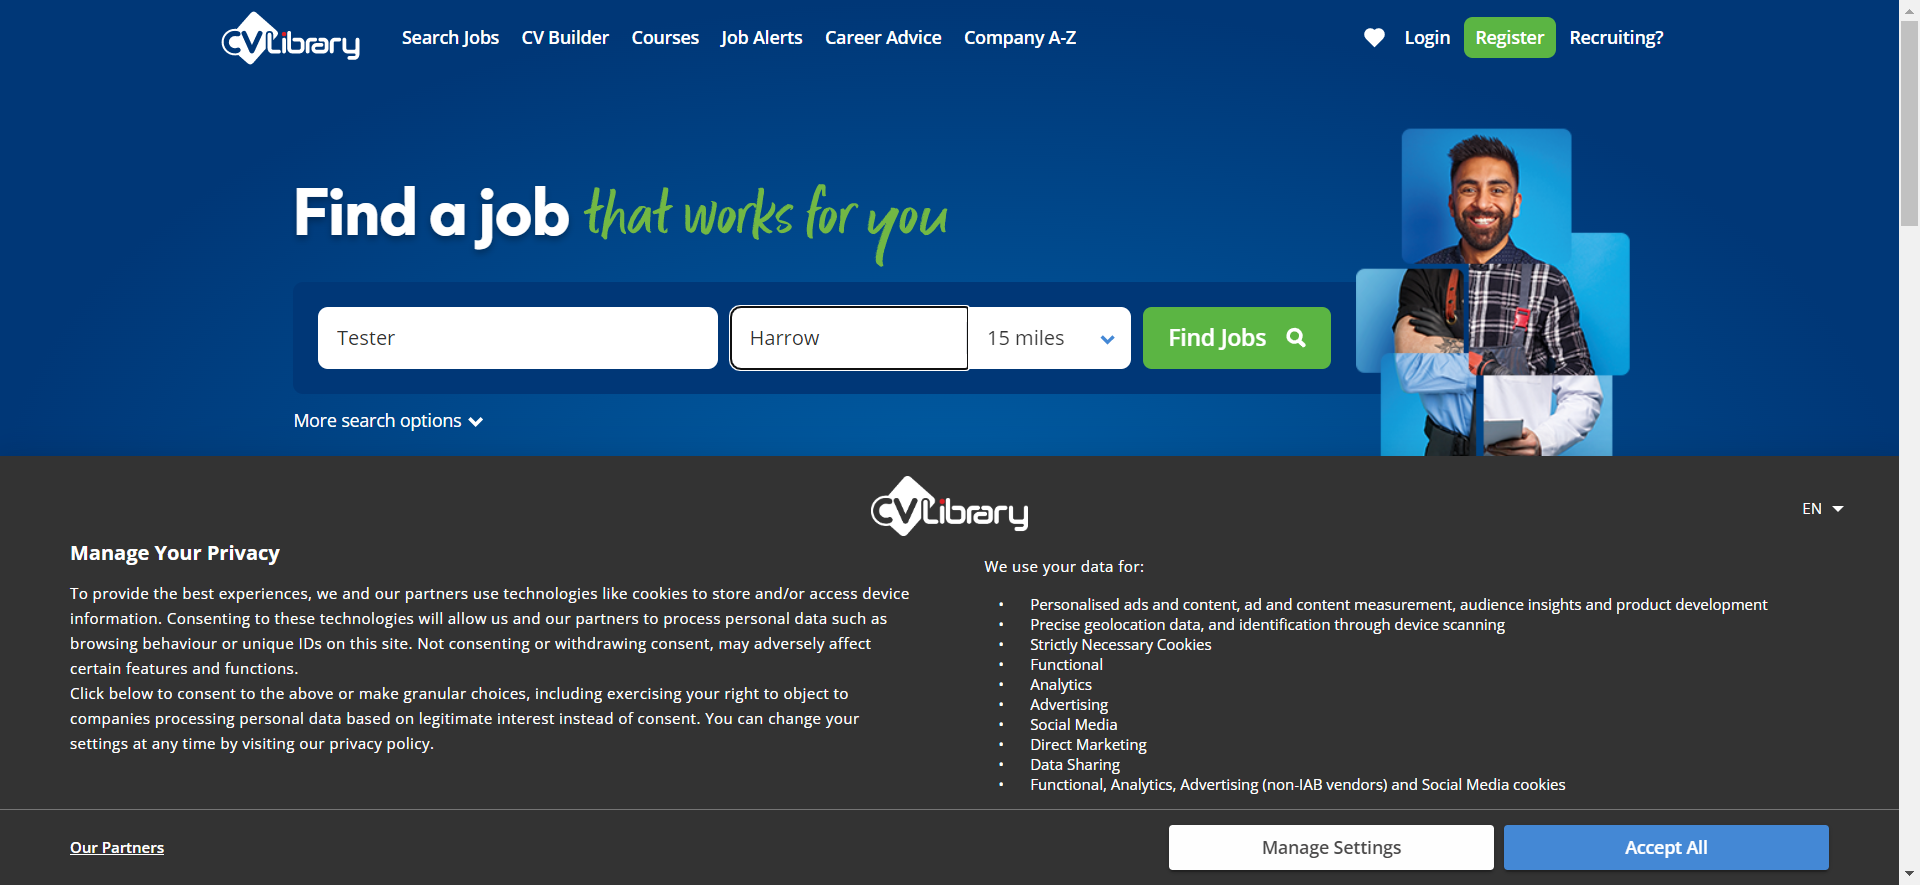 CVLibrary
Search Jobs
CV Builder
Courses
Job Alerts
Career Advice
Company A-Z
Login
Register
Recruiting?
Find a job that works for you
Tester
Harrow
15 miles
Find Jobs
More search options
CVLibrary
EN
Manage Your Privacy
To provide the best experiences, we and our partners use technologies like cookies to store and/or access device
information. Consenting to these technologies will allow us and our partners to process personal data such as
browsing behaviour or unique IDs on this site. Not consenting or withdrawing consent, may adversely affect
certain features and functions.
Click below to consent to the above or make granular choices, including exercising your right to object to
companies processing personal data based on legitimate interest instead of consent. You can change your
settings at any time by visiting our privacy policy.
We use your data for:
• Personalised ads and content, ad and content measurement, audience insights and product development
• Precise geolocation data, and identification through device scanning
• Strictly Necessary Cookies
• Functional
• Analytics
• Advertising
• Social Media
• Direct Marketing
• Data Sharing
• Functional, Analytics, Advertising (non-IAB vendors) and Social Media cookies
Our Partners
Manage Settings
Accept All